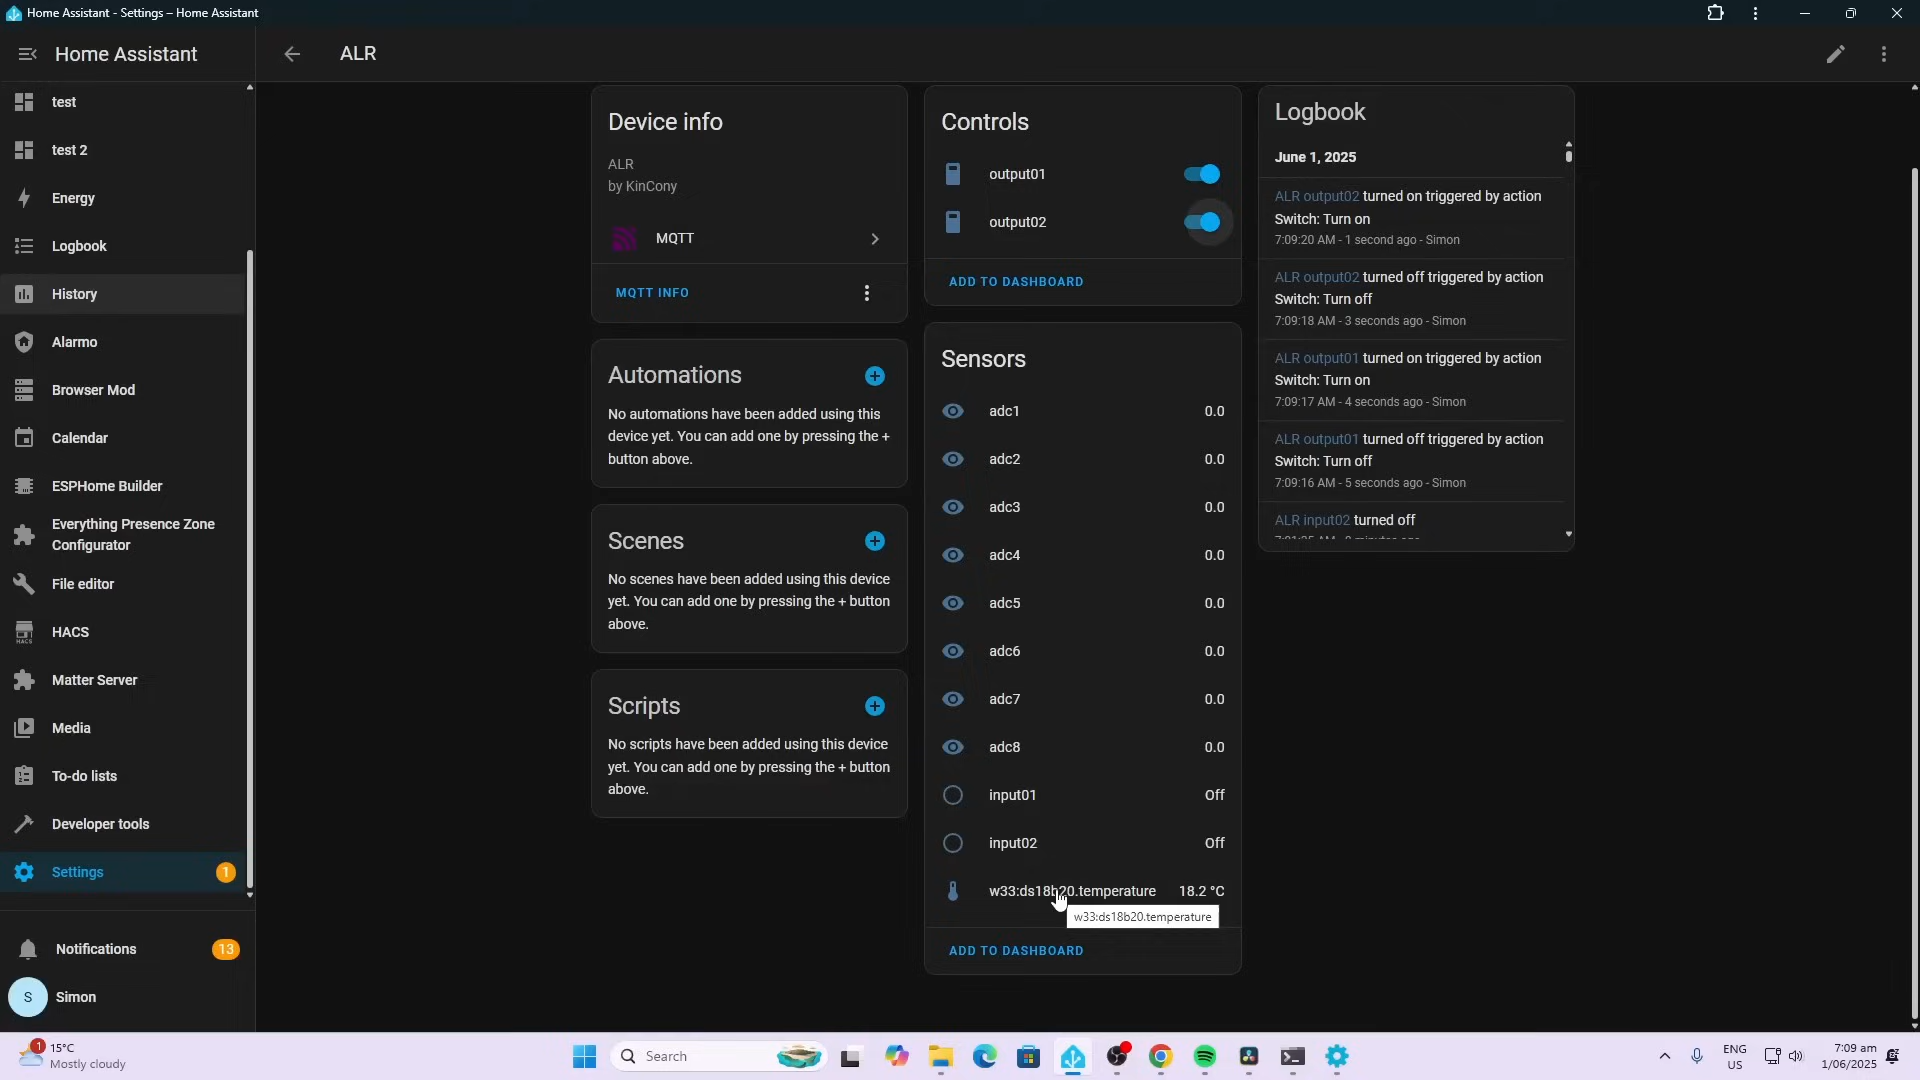 Home Assistant - Settings – Home Assistant
Home Assistant
ALR
test
test 2
Energy
Logbook
History
Alarmo
Browser Mod
Calendar
ESPHome Builder
Everything Presence Zone
Configurator
File editor
HACS
HACS
Matter Server
Media
To-do lists
Developer tools
Settings
1
Notifications
13
S
Simon
Device info
ALR
by KinCony
MQTT
MQTT INFO
Automations
No automations have been added using this
device yet. You can add one by pressing the +
button above.
Scenes
No scenes have been added using this device
yet. You can add one by pressing the + button
above.
Scripts
No scripts have been added using this device
yet. You can add one by pressing the + button
above.
Controls
output01
output02
ADD TO DASHBOARD
Sensors
adc1 0.0
adc2 0.0
adc3 0.0
adc4 0.0
adc5 0.0
adc6 0.0
adc7 0.0
adc8 0.0
input01 Off
input02 Off
w33:ds18b20.temperature 18.2 °C
w33:ds18b20.temperature
ADD TO DASHBOARD
Logbook
June 1, 2025
ALR output02 turned on triggered by action
Switch: Turn on
7:09:20 AM - 1 second ago - Simon
ALR output02 turned off triggered by action
Switch: Turn off
7:09:18 AM - 3 seconds ago - Simon
ALR output01 turned on triggered by action
Switch: Turn on
7:09:17 AM - 4 seconds ago - Simon
ALR output01 turned off triggered by action
Switch: Turn off
7:09:16 AM - 5 seconds ago - Simon
ALR input02 turned off
1
15°C
Mostly cloudy
Search
ENG
US
7:09 am
1/06/2025